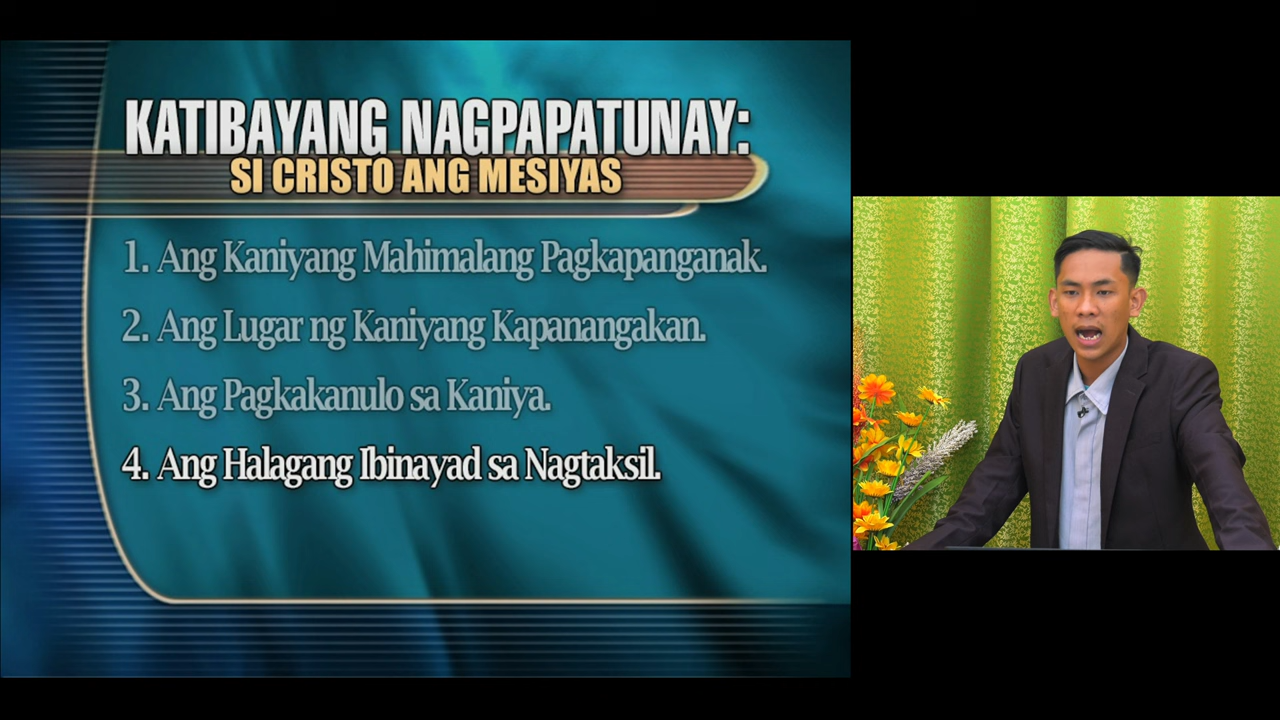 KATIBAYANG NAGPAPATUNAY:
SI CRISTO ANG MESIYAS
1. Ang Kaniyang Mahimalang Pagkapanganak.
2. Ang Lugar ng Kaniyang Kapanangakan.
3. Ang Pagkakanulo sa Kaniya.
4. Ang Halagang Ibinayad sa Nagtaksil.